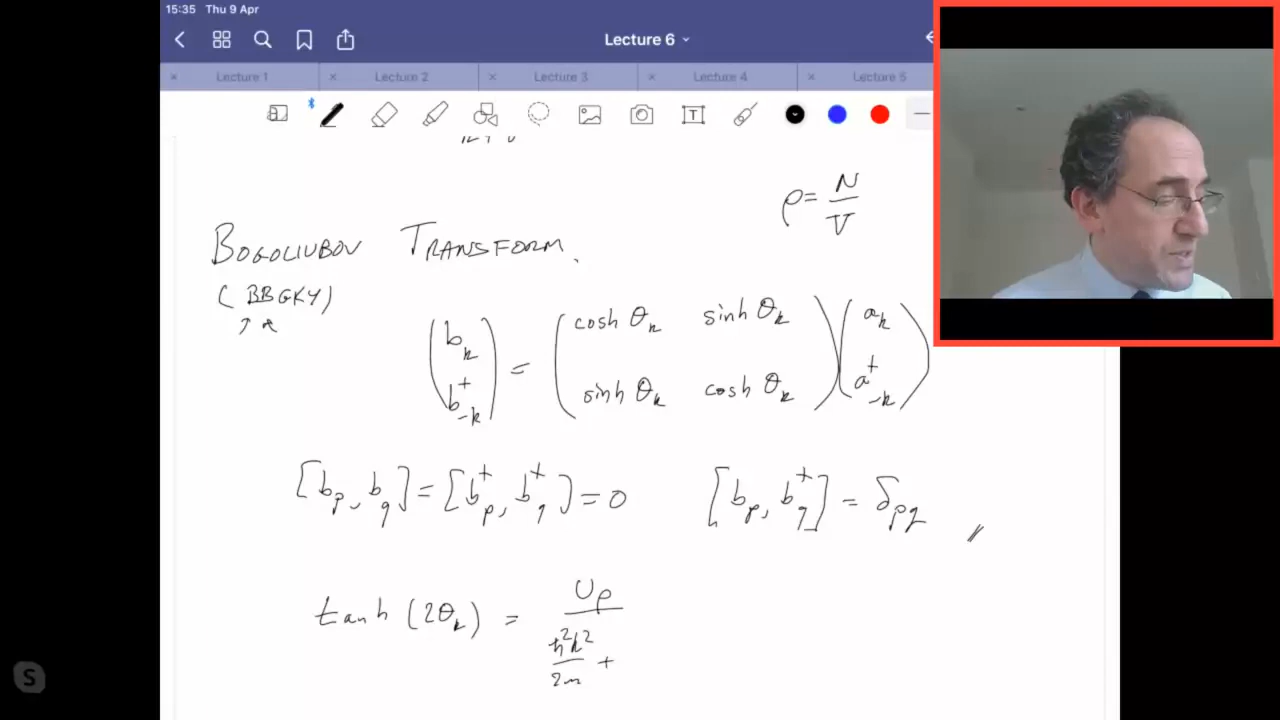 15:35 Thu 9 Apr
Lecture 6
Lecture 1 Lecture 2 Lecture 3 Lecture 4 Lecture 5
T
ρ = N/V
BOGOLIUBOV TRANSFORM.
(BBGKY)
(b_k b†_-k) = (cosh θ_k sinh θ_k sinh θ_k cosh θ_k)(a_k a†_-k)
[b_p, b_q] = [b†_p, b†_q] = 0 [b_p, b†_q] = δ_pq //
tanh (2θ_k) = Uρ
ħ²k²/2m +
S